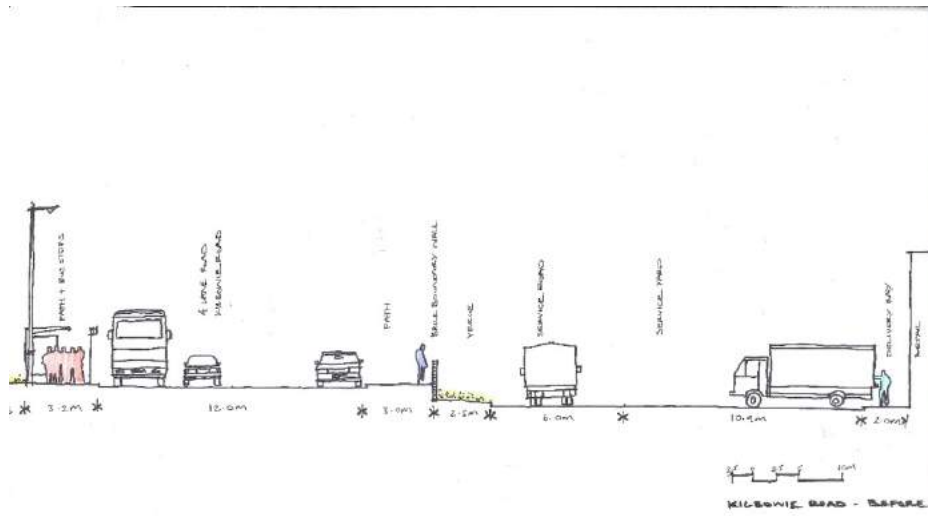 PATH + BUS STOPS
4 LANE ROAD
KILBOWIE ROAD
PATH
BRICK BOUNDARY WALL
VERGE
SERVICE ROAD
SERVICE YARD
DELIVERY BAY
RETAIL
3.2m
12.0m
3.0m
2.5m
6.0m
10.9m
2.0m
10M
KILBOWIE ROAD - BEFORE